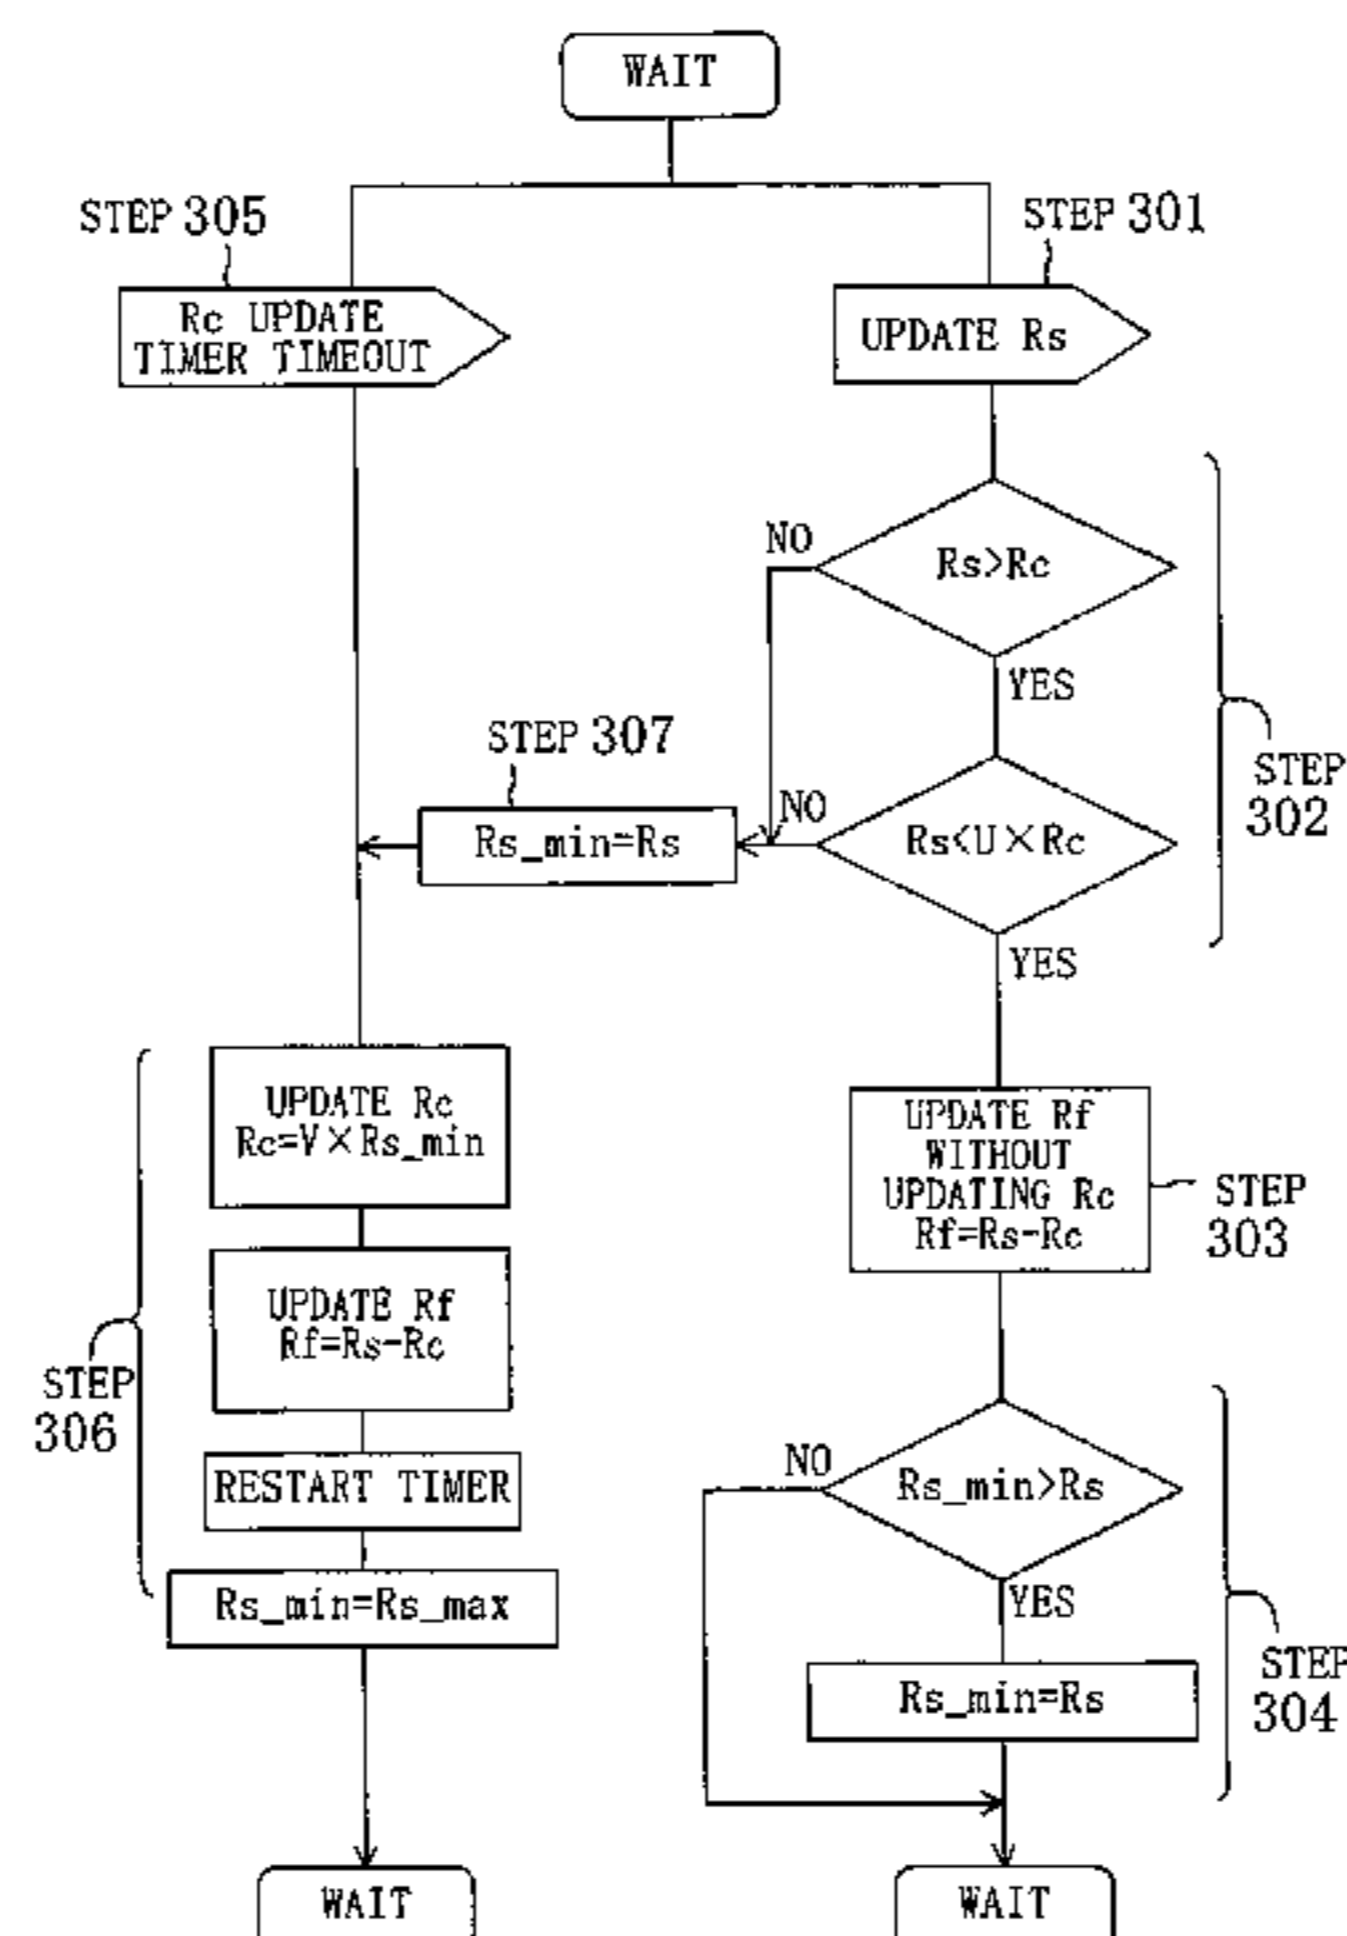 WAIT
STEP 305
STEP 301
Rc UPDATE
TIMER TIMEOUT
UPDATE Rs
NO
Rs>Rc
YES
STEP 307
STEP
302
Rs_min=Rs
NO
Rs<U×Rc
YES
UPDATE Rc
Rc=V×Rs_min
UPDATE Rf
WITHOUT
UPDATING Rc
Rf=Rs-Rc
STEP
303
UPDATE Rf
Rf=Rs-Rc
STEP
306
RESTART TIMER
NO
Rs_min>Rs
YES
Rs_min=Rs_max
STEP
304
Rs_min=Rs
WAIT
WAIT